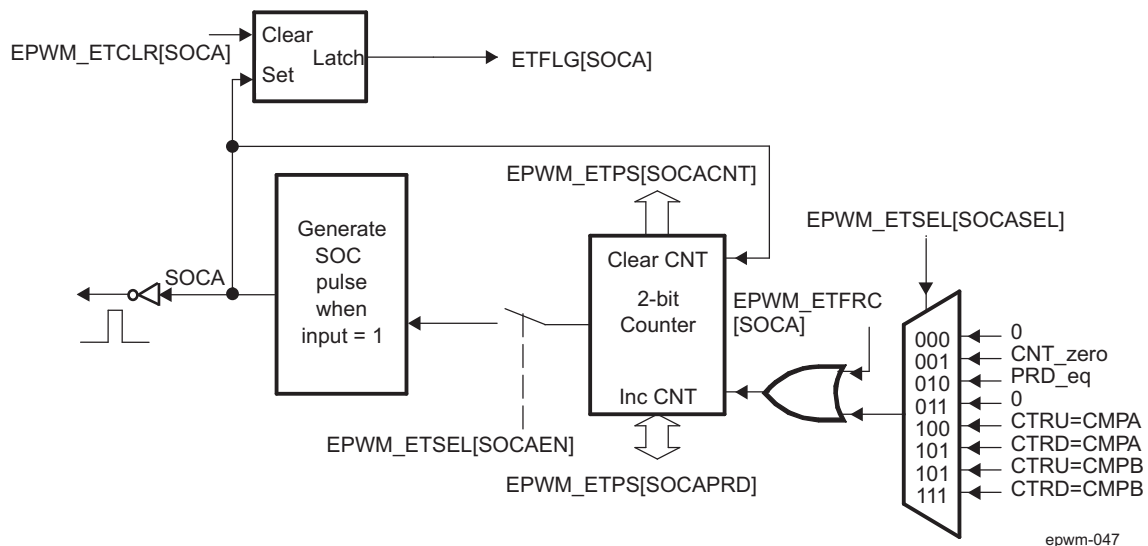 EPWM_ETCLR[SOCA]
Clear
Latch
Set
ETFLG[SOCA]
EPWM_ETPS[SOCACNT]
EPWM_ETSEL[SOCASEL]
Generate
SOC
pulse
when
input = 1
SOCA
Clear CNT
2-bit
Counter
Inc CNT
EPWM_ETFRC
[SOCA]
EPWM_ETSEL[SOCAEN]
EPWM_ETPS[SOCAPRD]
000
0
001
CNT_zero
010
PRD_eq
011
0
100
CTRU=CMPA
101
CTRD=CMPA
101
CTRU=CMPB
111
CTRD=CMPB
epwm-047